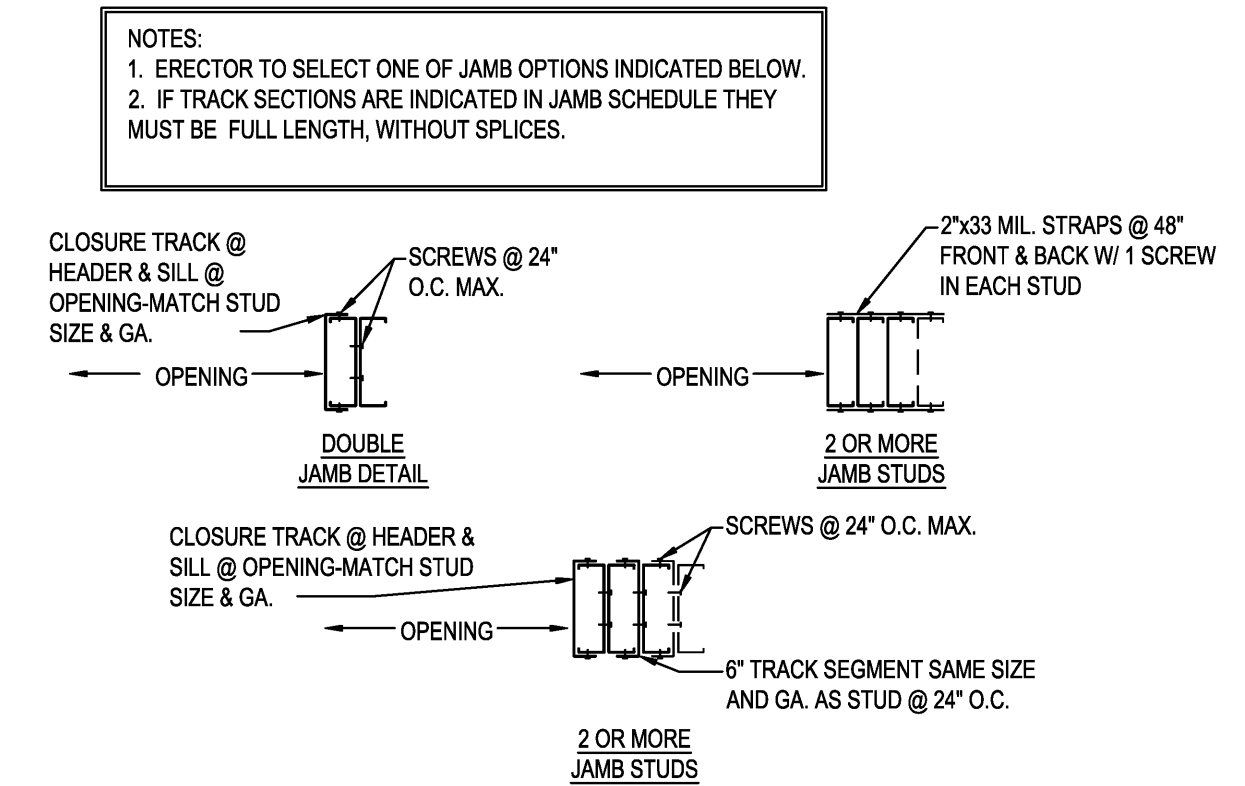 NOTES:
1. ERECTOR TO SELECT ONE OF JAMB OPTIONS INDICATED BELOW.
2. IF TRACK SECTIONS ARE INDICATED IN JAMB SCHEDULE THEY
MUST BE FULL LENGTH, WITHOUT SPLICES.
CLOSURE TRACK @
HEADER & SILL @
OPENING-MATCH STUD
SIZE & GA.
SCREWS @ 24"
O.C. MAX.
OPENING
DOUBLE
JAMB DETAIL
2"x33 MIL. STRAPS @ 48"
FRONT & BACK W/ 1 SCREW
IN EACH STUD
OPENING
2 OR MORE
JAMB STUDS
CLOSURE TRACK @ HEADER &
SILL @ OPENING-MATCH STUD
SIZE & GA.
SCREWS @ 24" O.C. MAX.
OPENING
6" TRACK SEGMENT SAME SIZE
AND GA. AS STUD @ 24" O.C.
2 OR MORE
JAMB STUDS